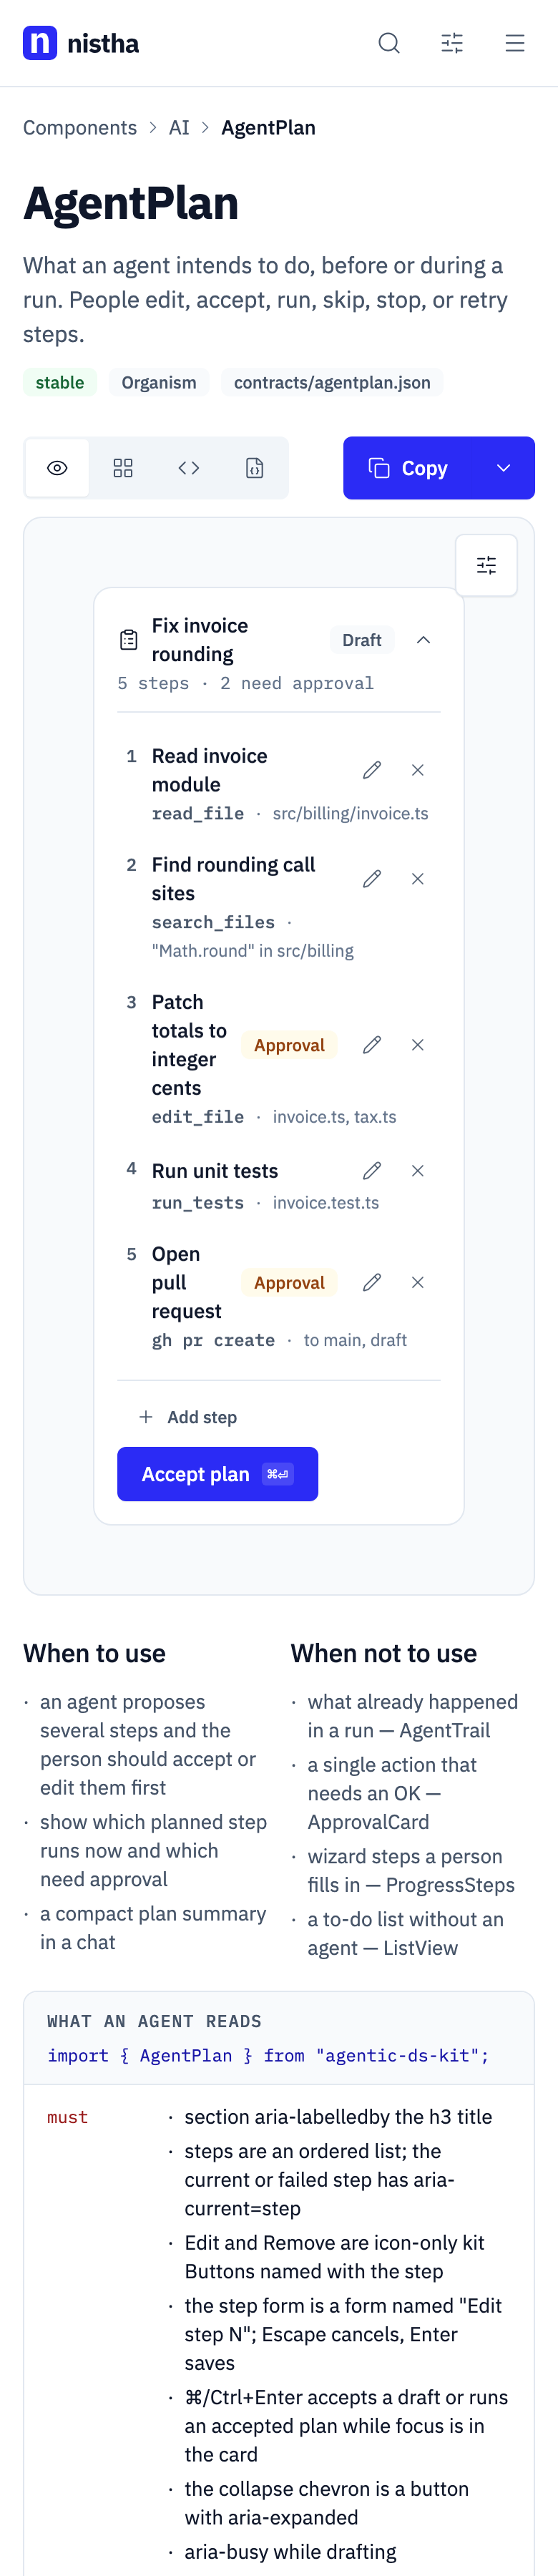 n nistha
Components > AI > AgentPlan
AgentPlan
What an agent intends to do, before or during a
run. People edit, accept, run, skip, stop, or retry
steps.
stable Organism contracts/agentplan.json
Copy
Fix invoice
rounding
Draft
5 steps · 2 need approval
1 Read invoice
module
read_file · src/billing/invoice.ts
2 Find rounding call
sites
search_files ·
"Math.round" in src/billing
3 Patch
totals to
integer
cents
Approval
edit_file · invoice.ts, tax.ts
4 Run unit tests
run_tests · invoice.test.ts
5 Open
pull
request
Approval
gh pr create · to main, draft
+ Add step
Accept plan ⌘⏎
When to use
· an agent proposes
several steps and the
person should accept or
edit them first
· show which planned step
runs now and which
need approval
· a compact plan summary
in a chat
When not to use
· what already happened
in a run — AgentTrail
· a single action that
needs an OK —
ApprovalCard
· wizard steps a person
fills in — ProgressSteps
· a to-do list without an
agent — ListView
WHAT AN AGENT READS
import { AgentPlan } from "agentic-ds-kit";
must
· section aria-labelledby the h3 title
· steps are an ordered list; the
current or failed step has aria-
current=step
· Edit and Remove are icon-only kit
Buttons named with the step
· the step form is a form named "Edit
step N"; Escape cancels, Enter
saves
· ⌘/Ctrl+Enter accepts a draft or runs
an accepted plan while focus is in
the card
· the collapse chevron is a button
with aria-expanded
· aria-busy while drafting